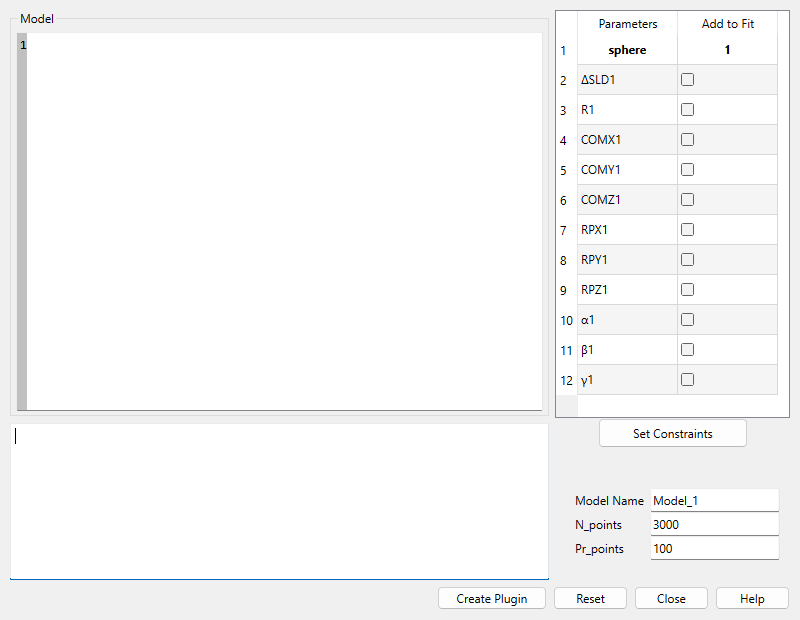 Model
1
Parameters Add to Fit
1 sphere 1
2 ΔSLD1
3 R1
4 COMX1
5 COMY1
6 COMZ1
7 RPX1
8 RPY1
9 RPZ1
10 α1
11 β1
12 γ1
Set Constraints
Model Name Model_1
N_points 3000
Pr_points 100
Create Plugin Reset Close Help